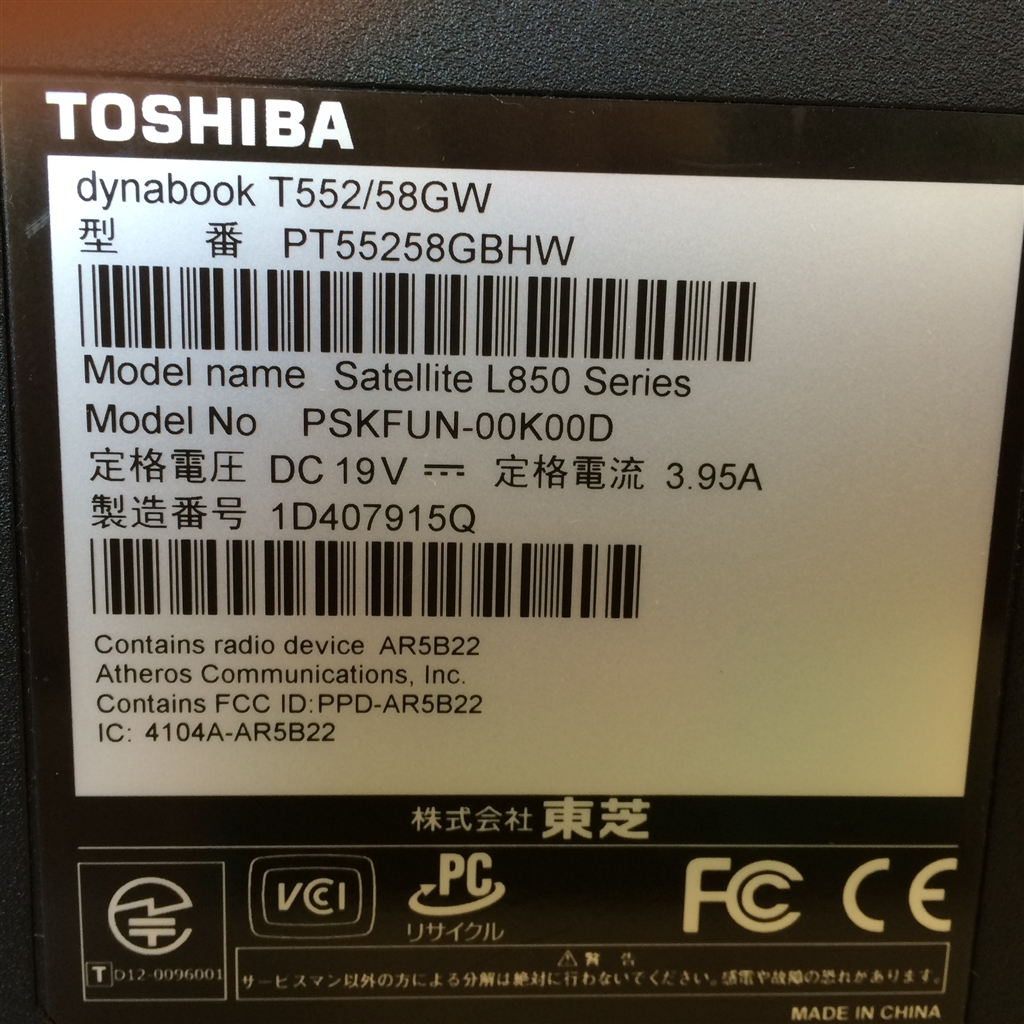 TOSHIBA
dynabook T552/58GW
型 番 PT55258GBHW
Model name Satellite L850 Series
Model No PSKFUN-00K00D
定格電圧 DC 19V ⎓ 定格電流 3.95A
製造番号 1D407915Q
Contains radio device AR5B22
Atheros Communications, Inc.
Contains FCC ID:PPD-AR5B22
IC: 4104A-AR5B22
株式会社 東芝
VCCI
PC
リサイクル
FC CE
T D12-0096001
⚠ 警 告
サービスマン以外の方による分解は絶対に行わないでください。感電や故障の恐れがあります。
MADE IN CHINA